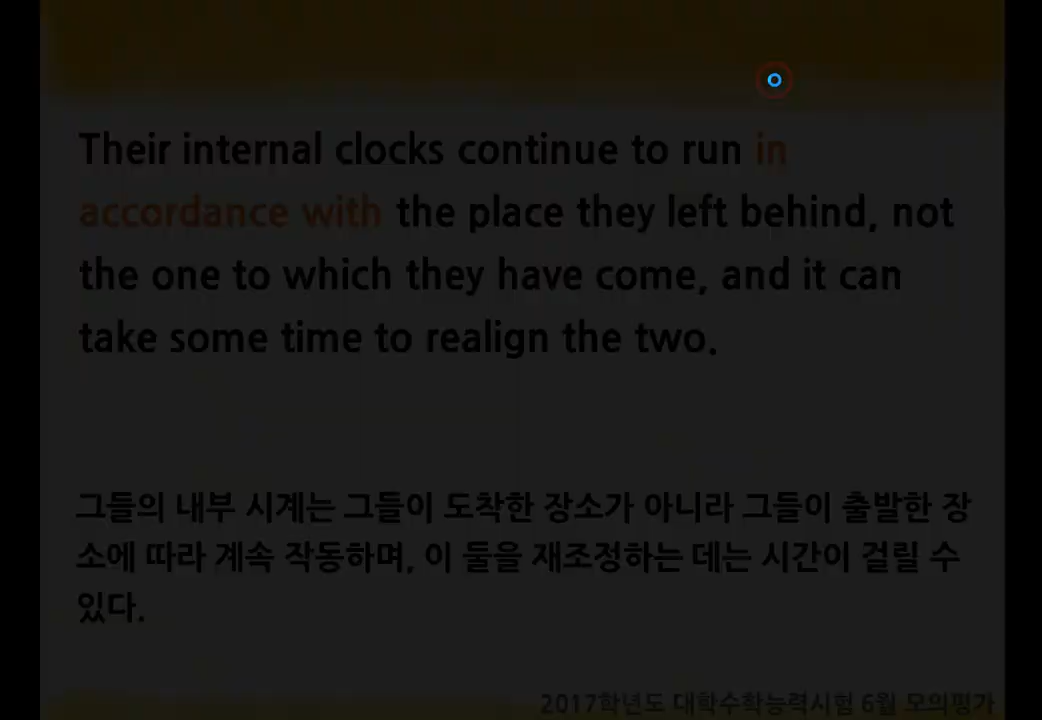 Their internal clocks continue to run in
accordance with the place they left behind, not
the one to which they have come, and it can
take some time to realign the two.
그들의 내부 시계는 그들이 도착한 장소가 아니라 그들이 출발한 장
소에 따라 계속 작동하며, 이 둘을 재조정하는 데는 시간이 걸릴 수
있다.
2017학년도 대학수학능력시험 6월 모의평가